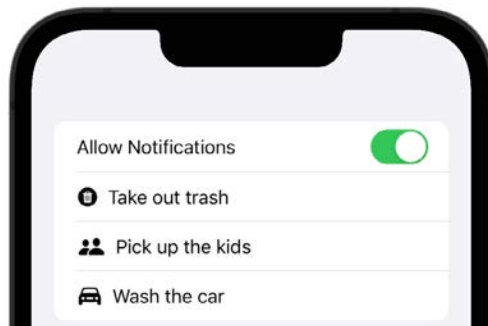 Allow Notifications
Take out trash
Pick up the kids
Wash the car